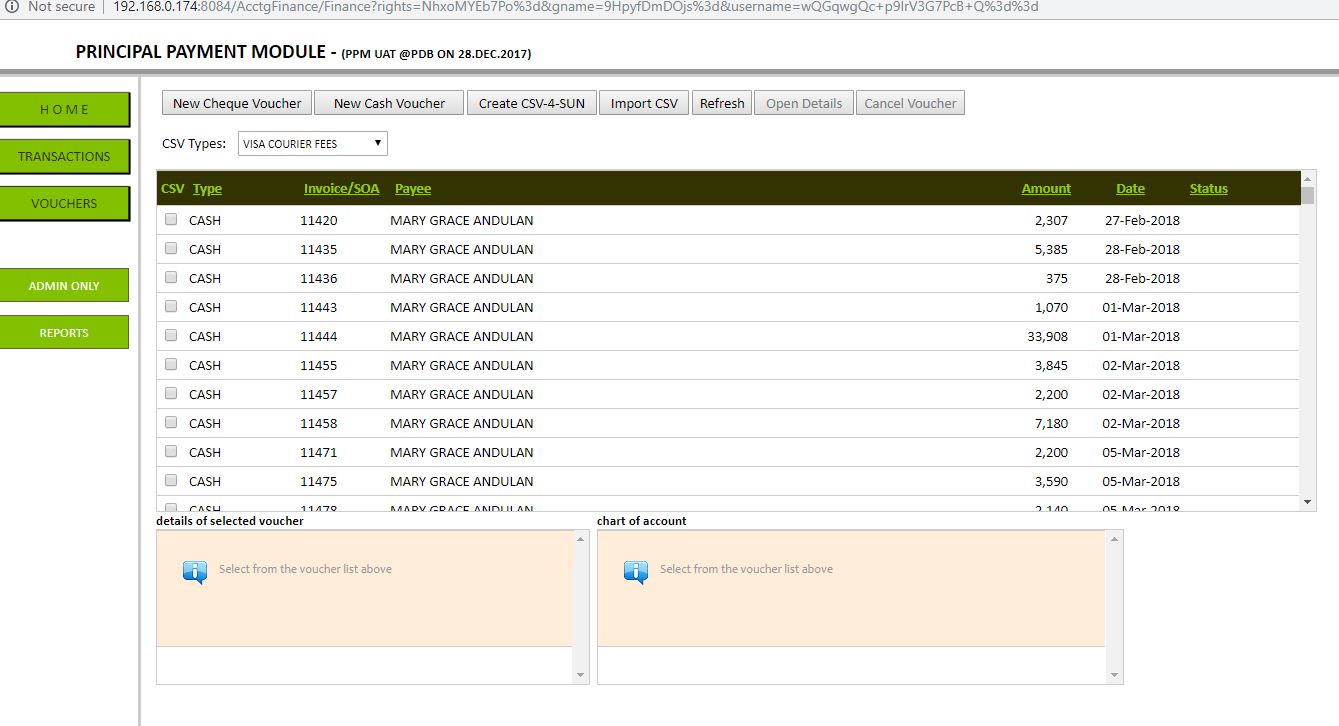 Not secure | 192.168.0.174:8084/AcctgFinance/Finance?rights=NhxoMYEb7Po%3d&gname=9HpyfDmDOjs%3d&username=wQGqwgQc+p9IrV3G7PcB+Q%3d%3d
PRINCIPAL PAYMENT MODULE - (PPM UAT @PDB ON 28.DEC.2017)
H O M E
TRANSACTIONS
VOUCHERS
ADMIN ONLY
REPORTS
New Cheque Voucher New Cash Voucher Create CSV-4-SUN Import CSV Refresh Open Details Cancel Voucher
CSV Types: VISA COURIER FEES
CSV Type Invoice/SOA Payee Amount Date Status
CASH 11420 MARY GRACE ANDULAN 2,307 27-Feb-2018
CASH 11435 MARY GRACE ANDULAN 5,385 28-Feb-2018
CASH 11436 MARY GRACE ANDULAN 375 28-Feb-2018
CASH 11443 MARY GRACE ANDULAN 1,070 01-Mar-2018
CASH 11444 MARY GRACE ANDULAN 33,908 01-Mar-2018
CASH 11455 MARY GRACE ANDULAN 3,845 02-Mar-2018
CASH 11457 MARY GRACE ANDULAN 2,200 02-Mar-2018
CASH 11458 MARY GRACE ANDULAN 7,180 02-Mar-2018
CASH 11471 MARY GRACE ANDULAN 2,200 05-Mar-2018
CASH 11475 MARY GRACE ANDULAN 3,590 05-Mar-2018
CASH 11478 MARY GRACE ANDULAN 2,140 05-Mar-2018
details of selected voucher
Select from the voucher list above
chart of account
Select from the voucher list above